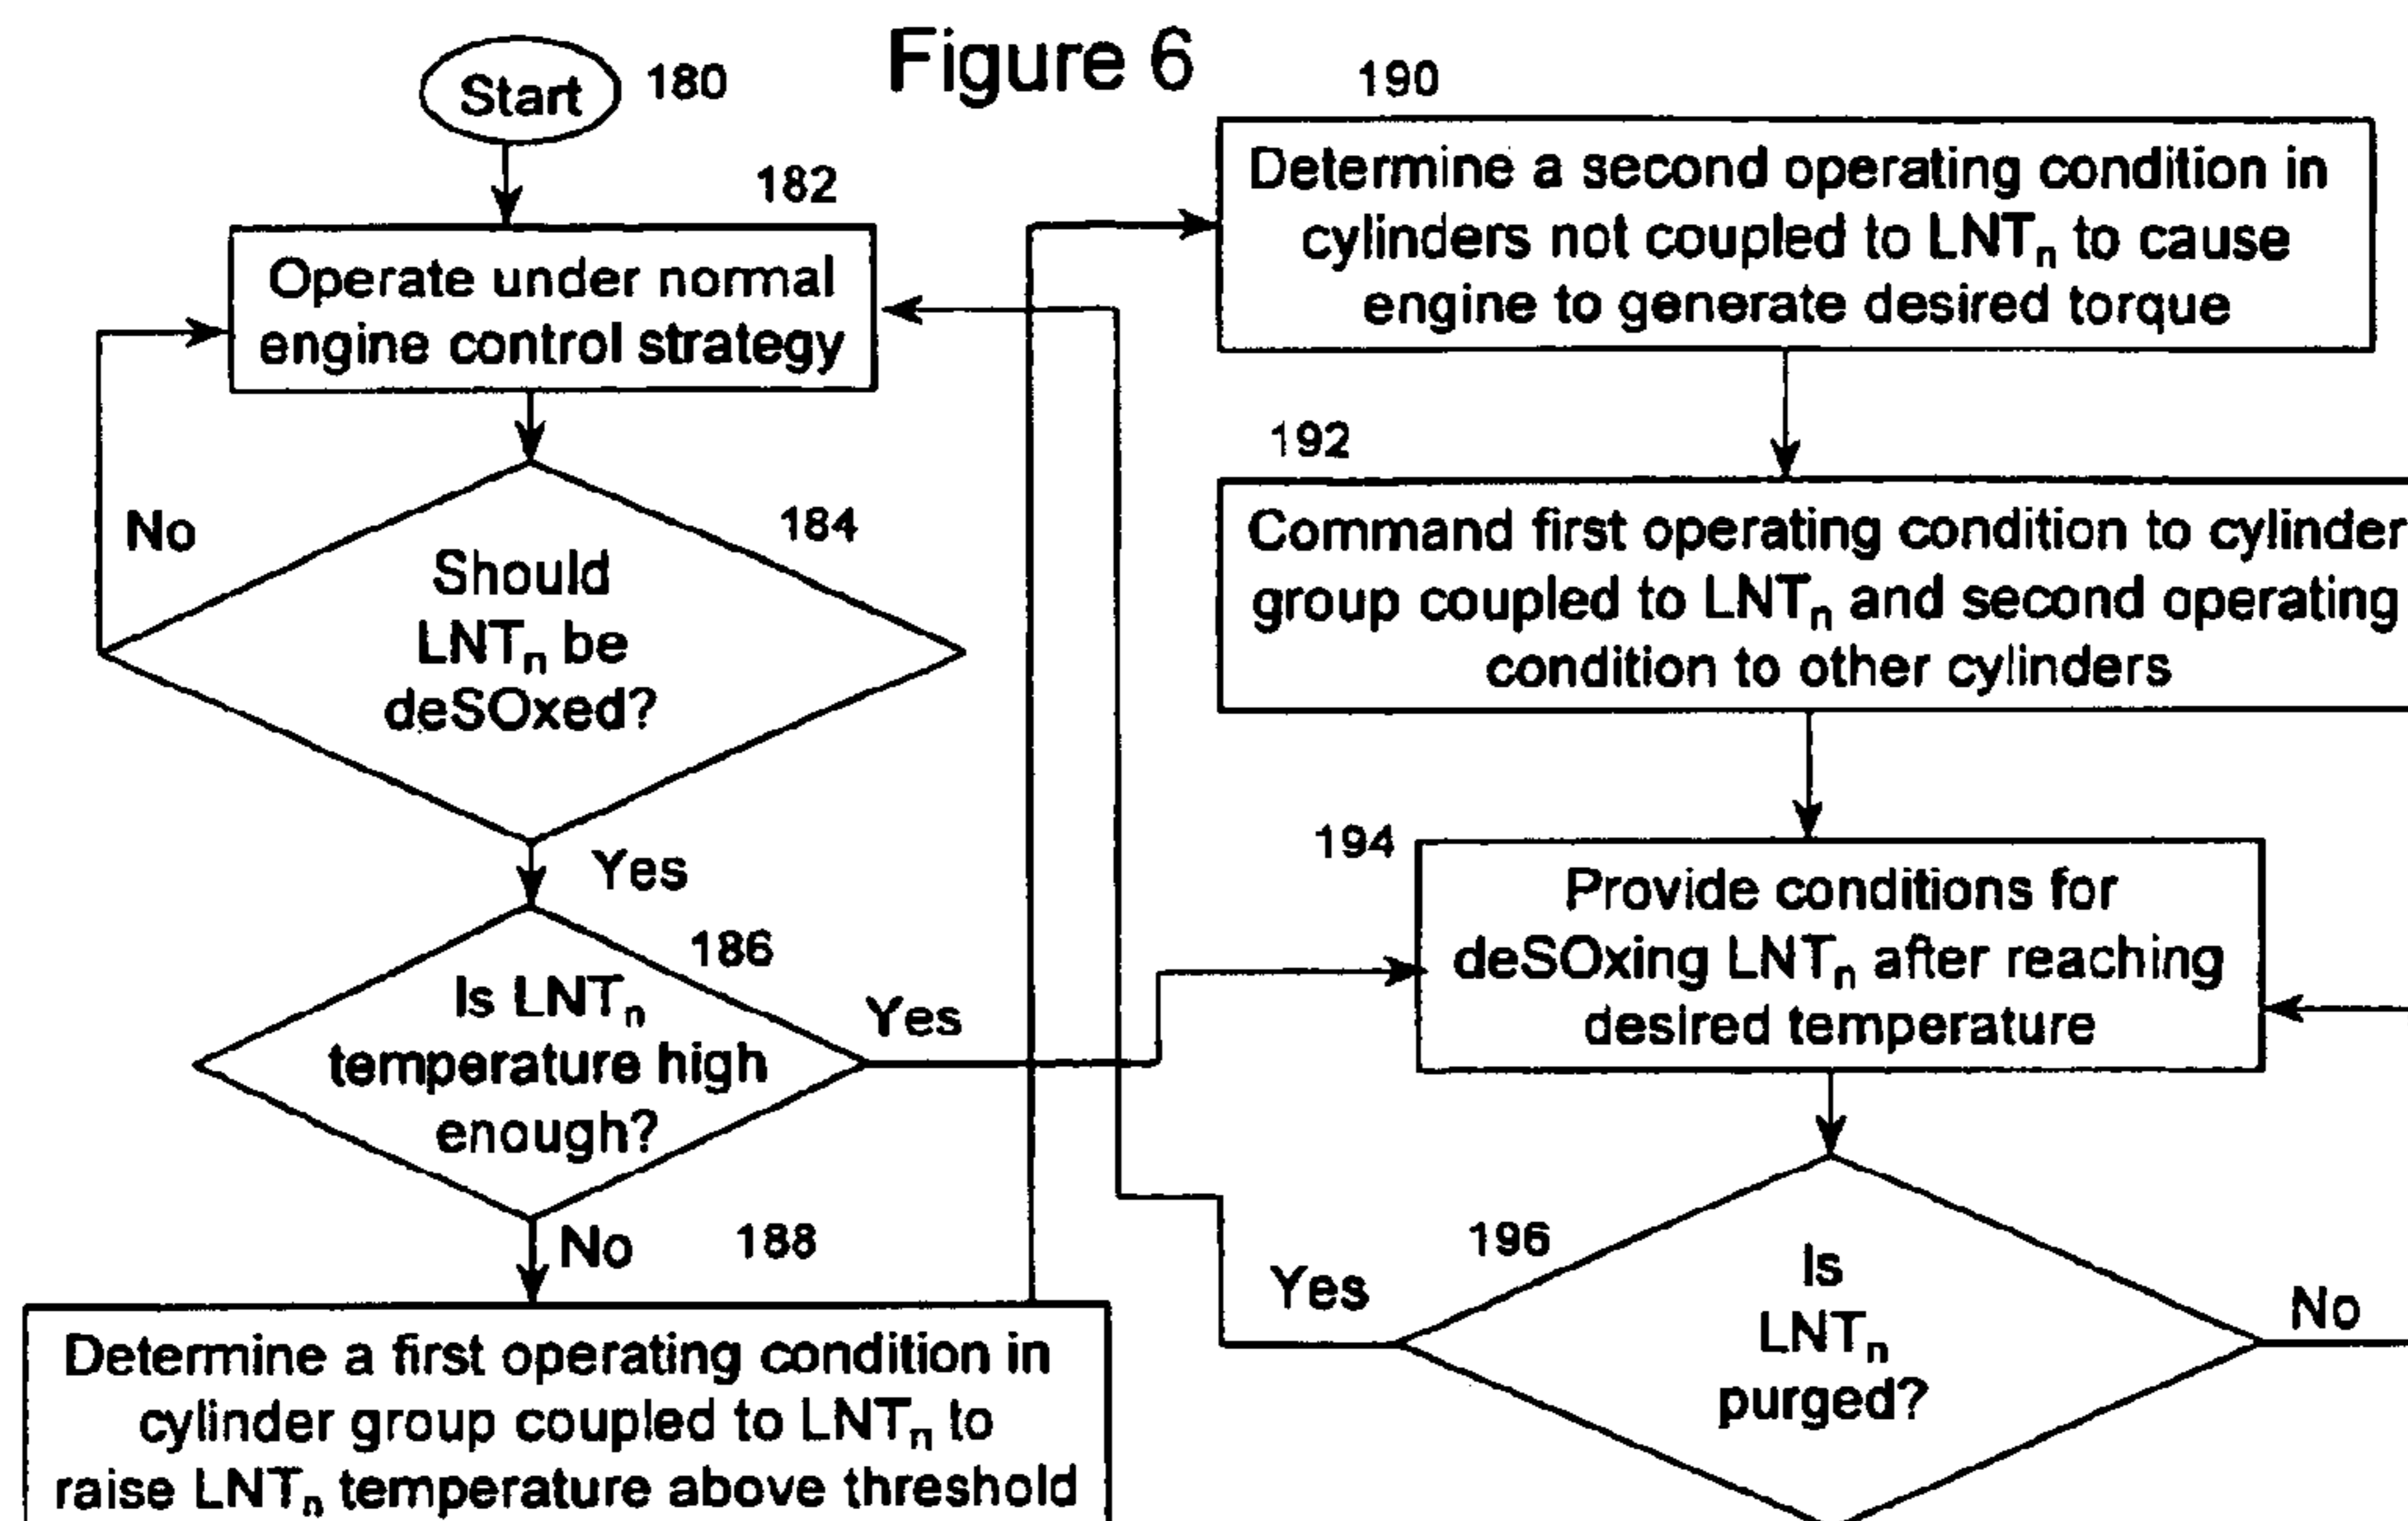 Figure 6
Start
180
182
Operate under normal
engine control strategy
184
No
Should
LNTn be
deSOxed?
Yes
186
Is LNTn
temperature high
enough?
Yes
No
188
Determine a first operating condition in
cylinder group coupled to LNTn to
raise LNTn temperature above threshold
190
Determine a second operating condition in
cylinders not coupled to LNTn to cause
engine to generate desired torque
192
Command first operating condition to cylinder
group coupled to LNTn and second operating
condition to other cylinders
194
Provide conditions for
deSOxing LNTn after reaching
desired temperature
196
Is
LNTn
purged?
Yes
No